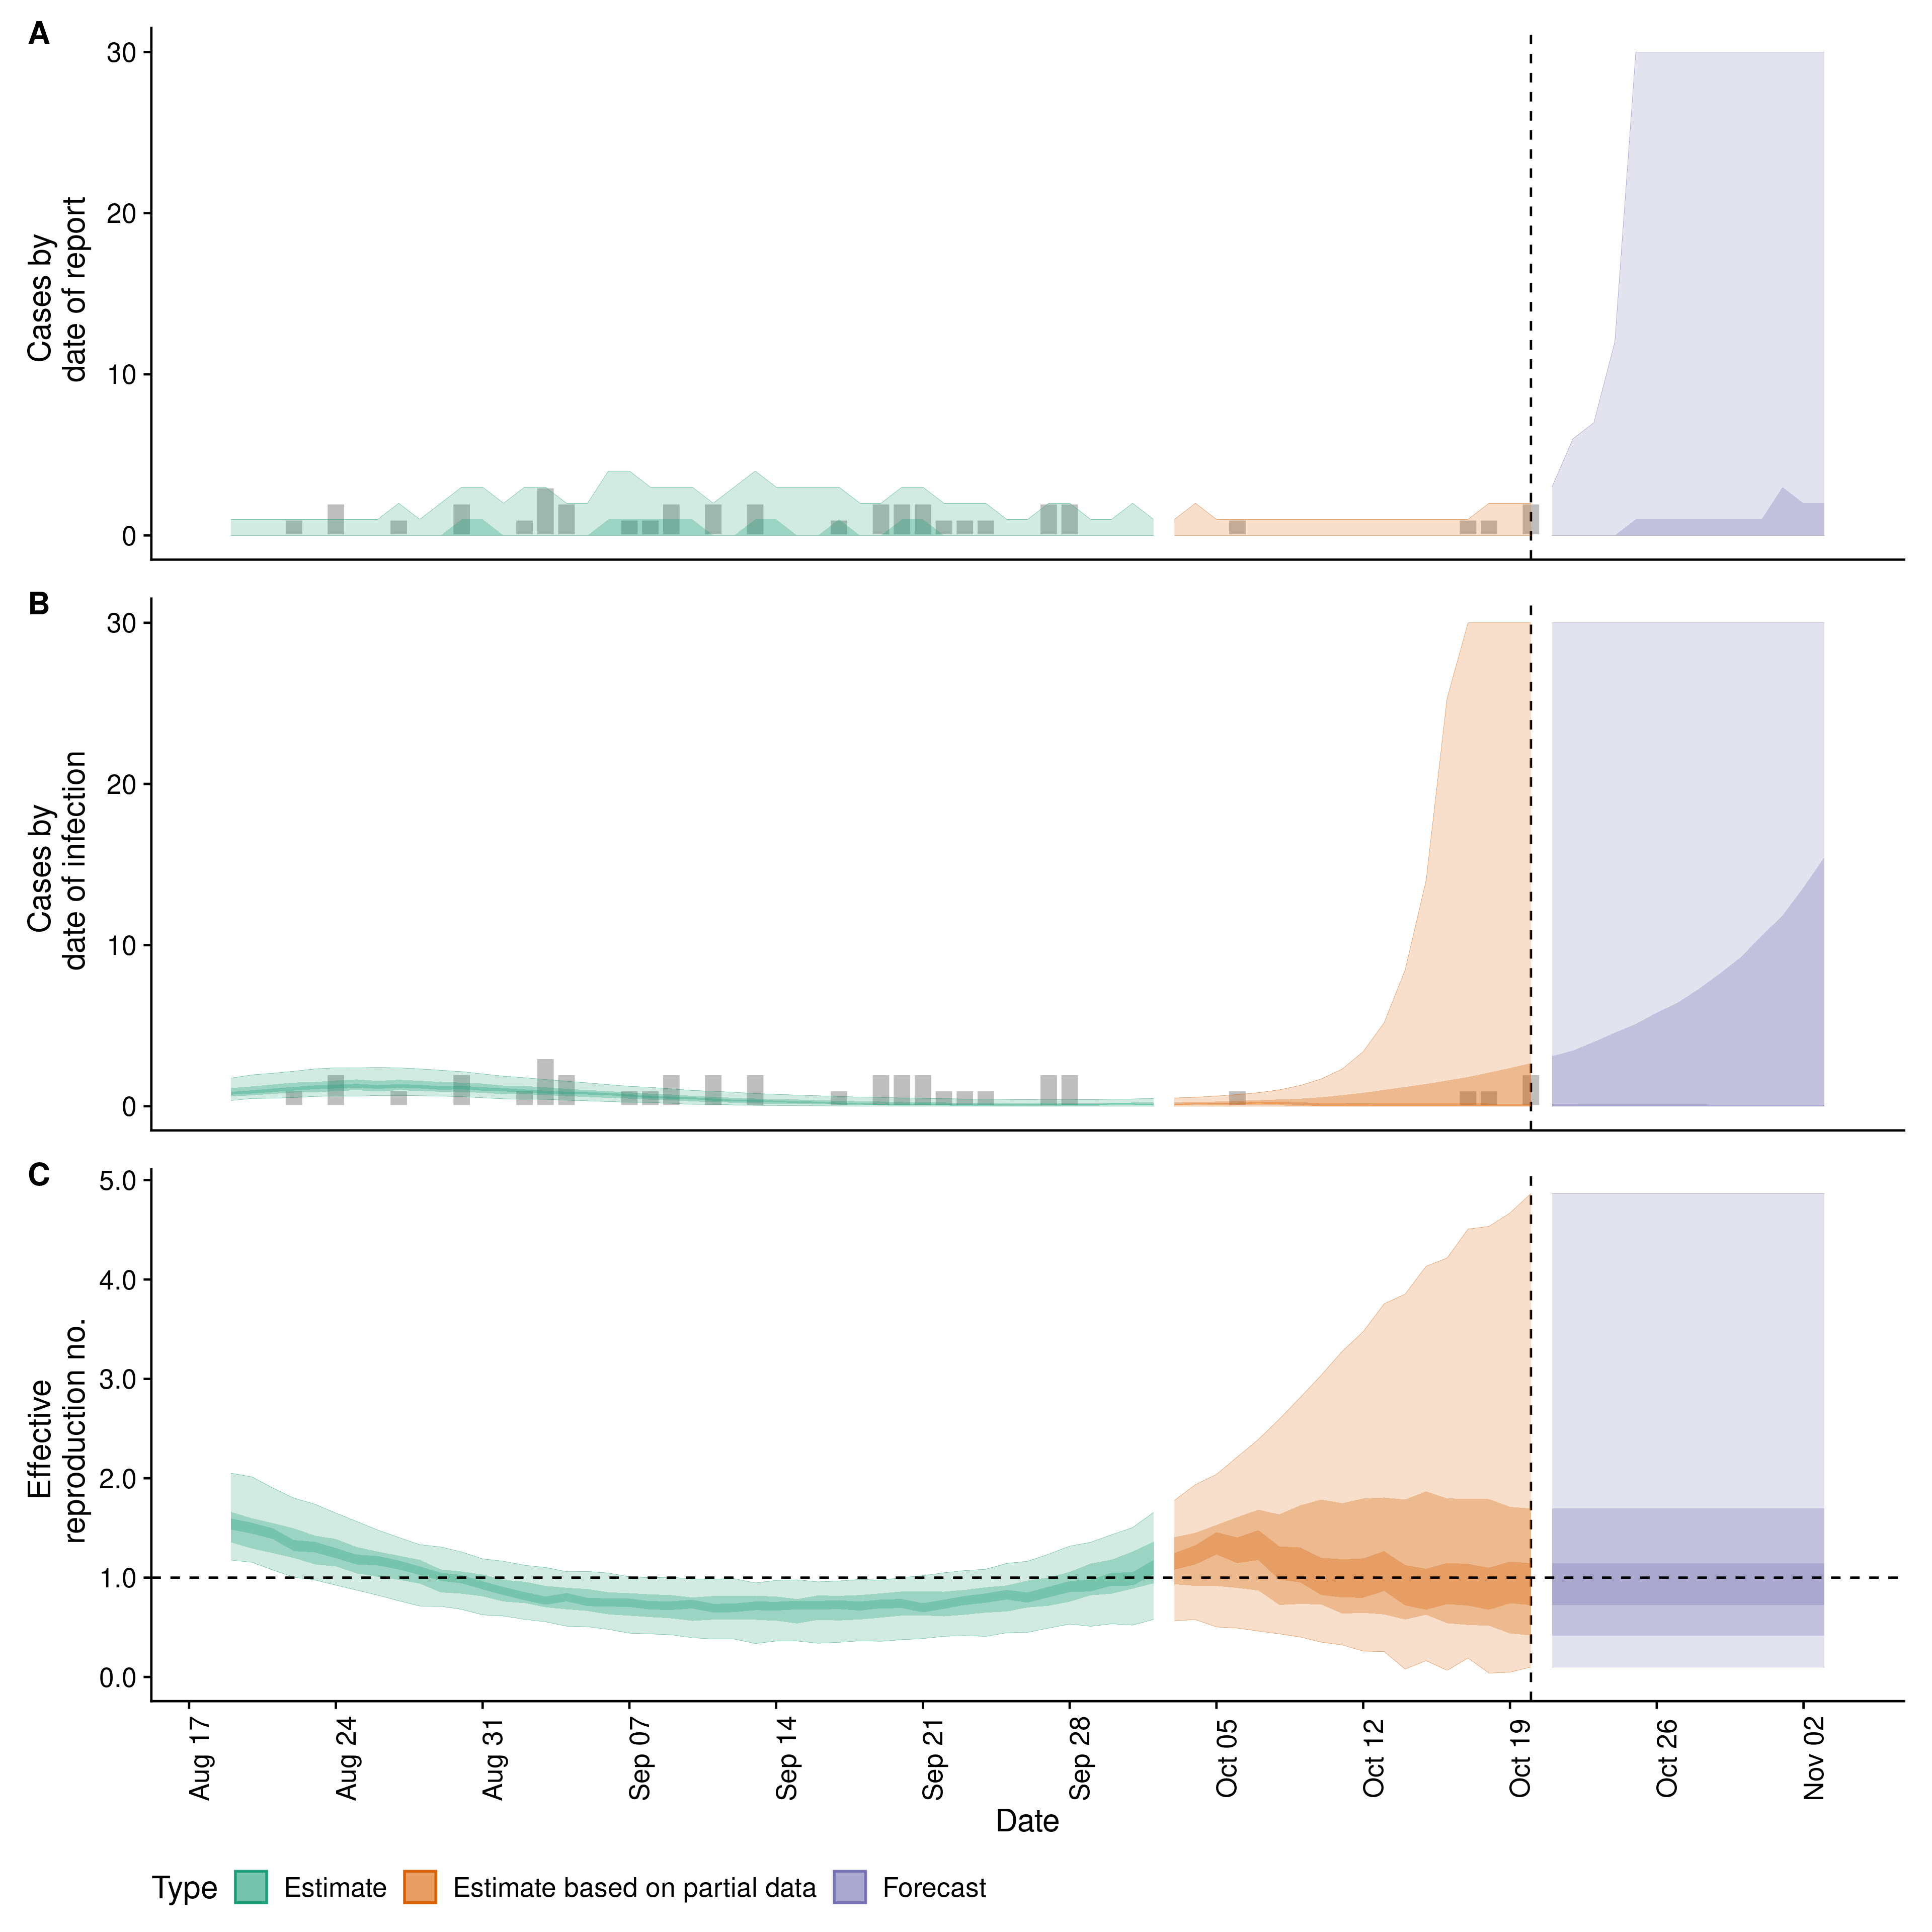 A
30
20
10
0
Cases by
date of report
B
30
20
10
0
Cases by
date of infection
C
5.0
4.0
3.0
2.0
1.0
0.0
Effective
reproduction no.
Aug 17
Aug 24
Aug 31
Sep 07
Sep 14
Sep 21
Sep 28
Oct 05
Oct 12
Oct 19
Oct 26
Nov 02
Date
Type Estimate Estimate based on partial data Forecast